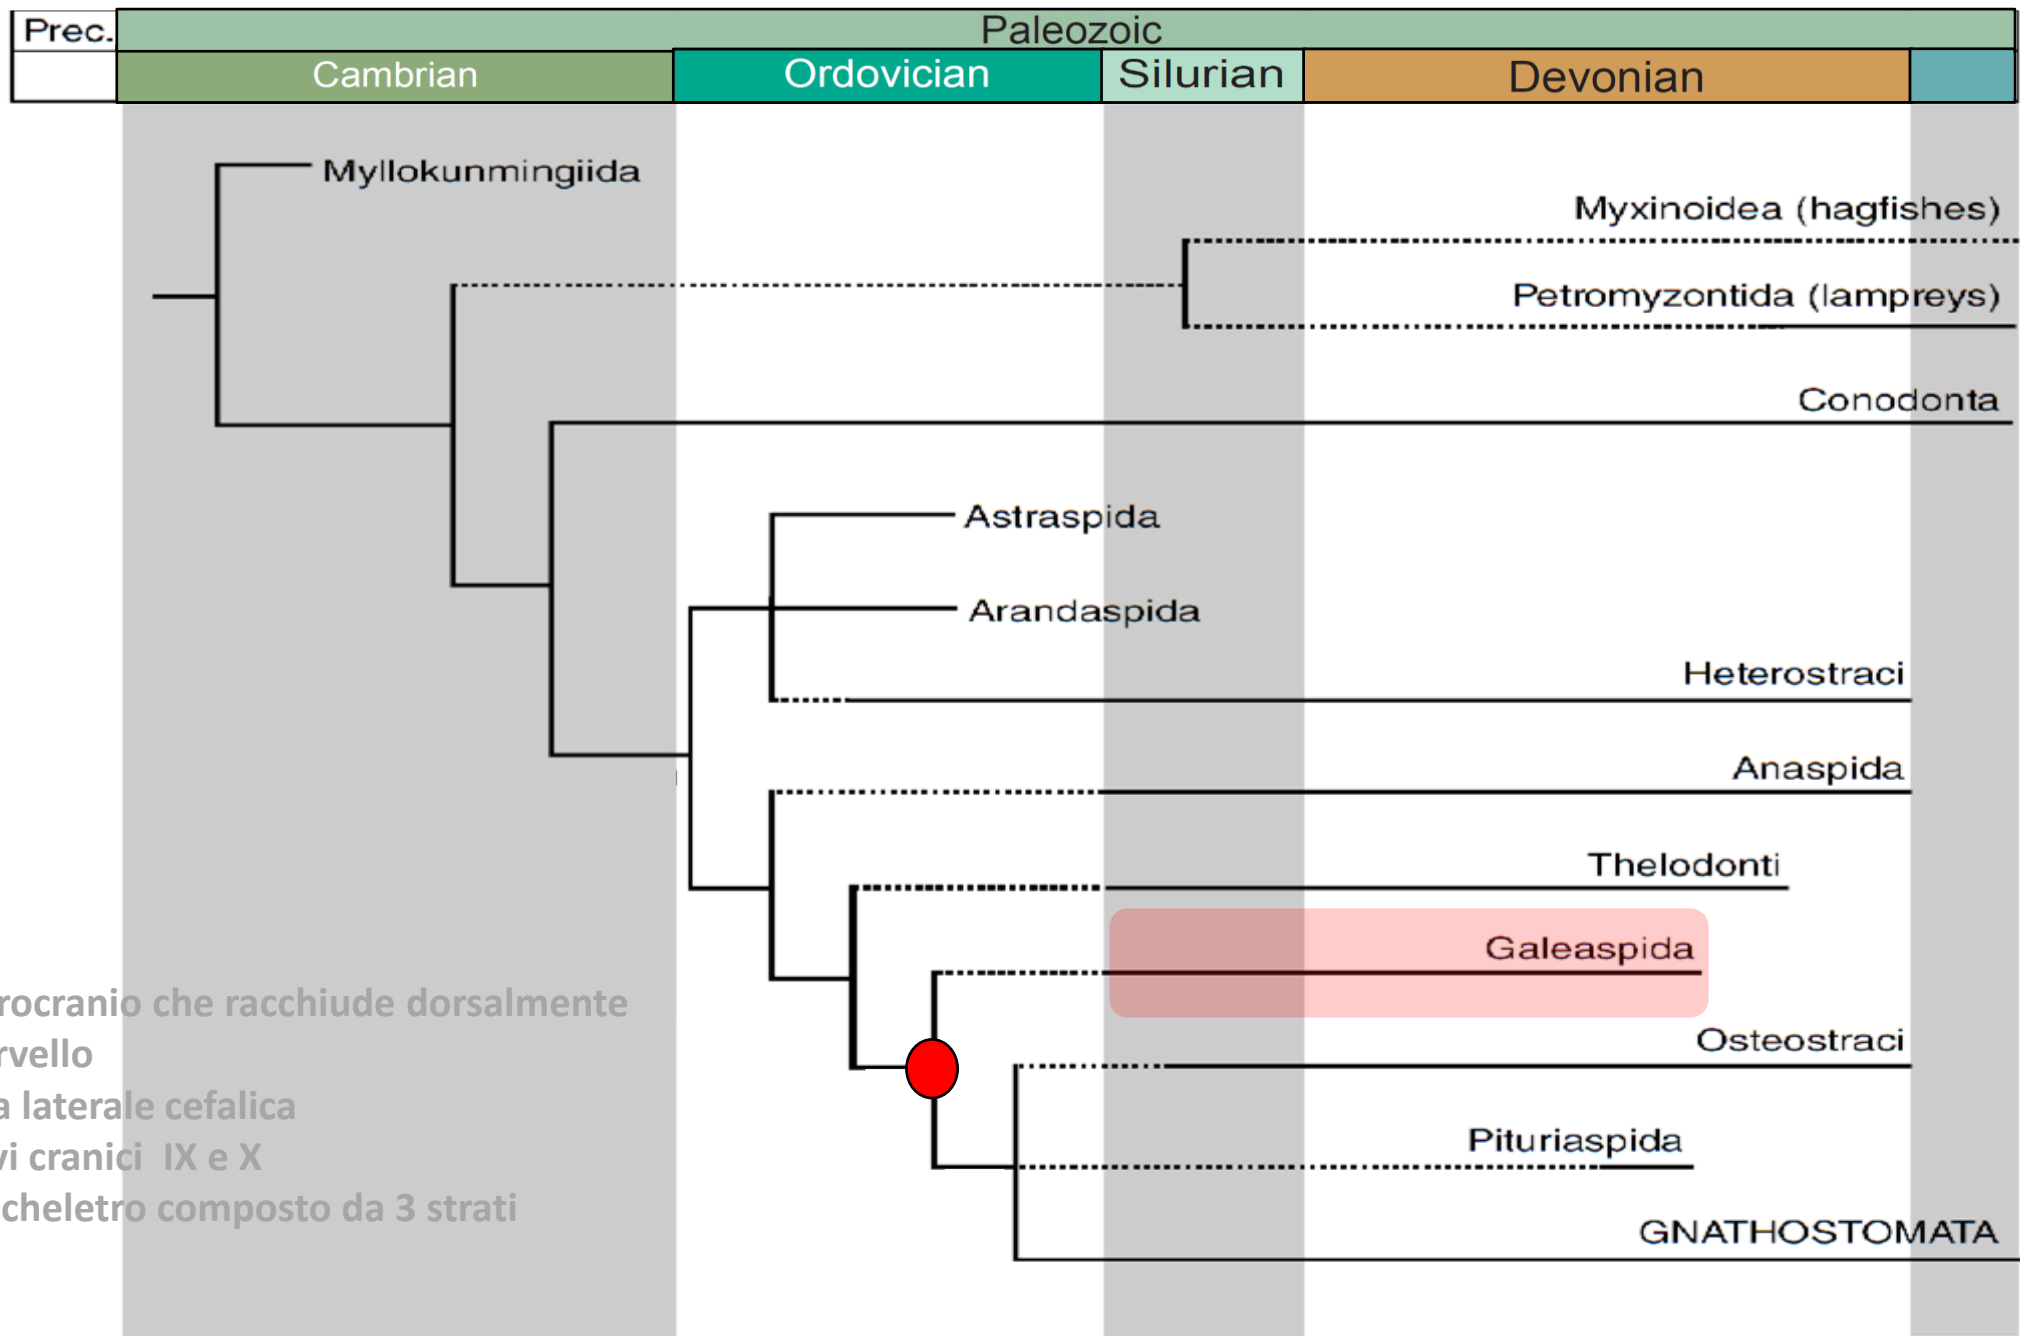 Paleozoic
Prec.
Cambrian Ordovician Silurian Devonian
Myllokunmingiida
Myxinoidea (hagfishes)
Petromyzontida (lampreys)
Conodonta
Astraspida
Arandaspida
Heterostraci
Anaspida
Thelodonti
Galeaspida
rocranio che racchiude dorsalmente
rvello
Osteostraci
a laterale cefalica
vi cranici IX e X
Pituriaspida
cheletro composto da 3 strati
GNATHOSTOMATA